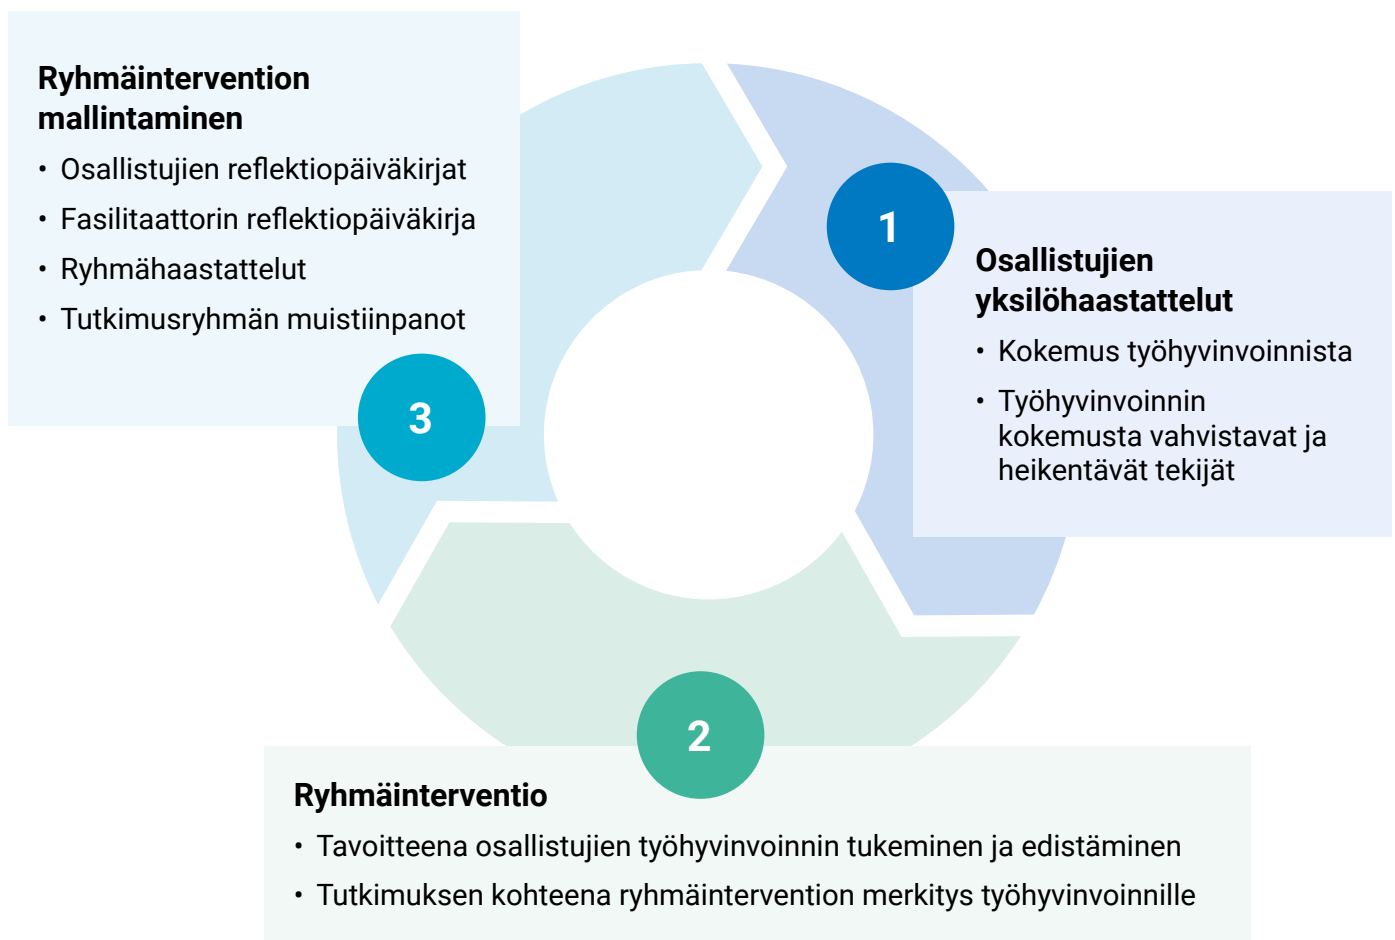 Ryhmäintervention
mallintaminen
• Osallistujien reflektiopäiväkirjat
• Fasilitaattorin reflektiopäiväkirja
• Ryhmähaastattelut
• Tutkimusryhmän muistiinpanot
3
1
Osallistujien
yksilöhaastattelut
• Kokemus työhyvinvoinnista
• Työhyvinvoinnin
kokemusta vahvistavat ja
heikentävät tekijät
2
Ryhmäinterventio
• Tavoitteena osallistujien työhyvinvoinnin tukeminen ja edistäminen
• Tutkimuksen kohteena ryhmäintervention merkitys työhyvinvoinnille